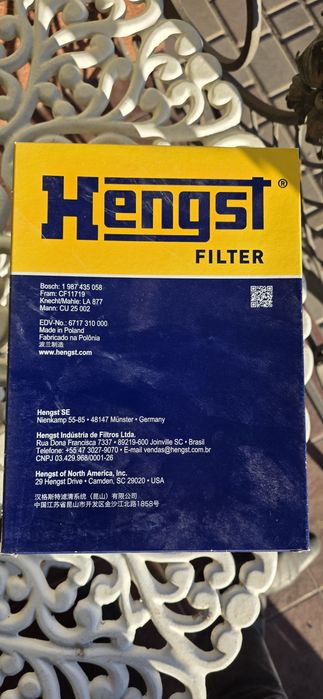 Hengst®
FILTER
Bosch: 1 987 435 058
Fram: CF11719
Knecht/Mahle: LA 877
Mann: CU 25 002
EDV-No.: 6717 310 000
Made in Poland
Fabricado na Polônia
波兰制造
www.hengst.com
Hengst SE
Nienkamp 55-85 • 48147 Münster • Germany
Hengst Indústria de Filtros Ltda.
Rua Dona Francisca 7337 • 89219-600 Joinville SC • Brasil
Telefone: +55 47 3027-9070 • E-mail vendas@hengst.com.br
CNPJ 03.429.968/0001-26
Hengst of North America, Inc.
29 Hengst Drive • Camden, SC 29020 • USA
汉格斯特滤清系统（昆山）有限公司
中国江苏省昆山市开发区金沙江北路1858号